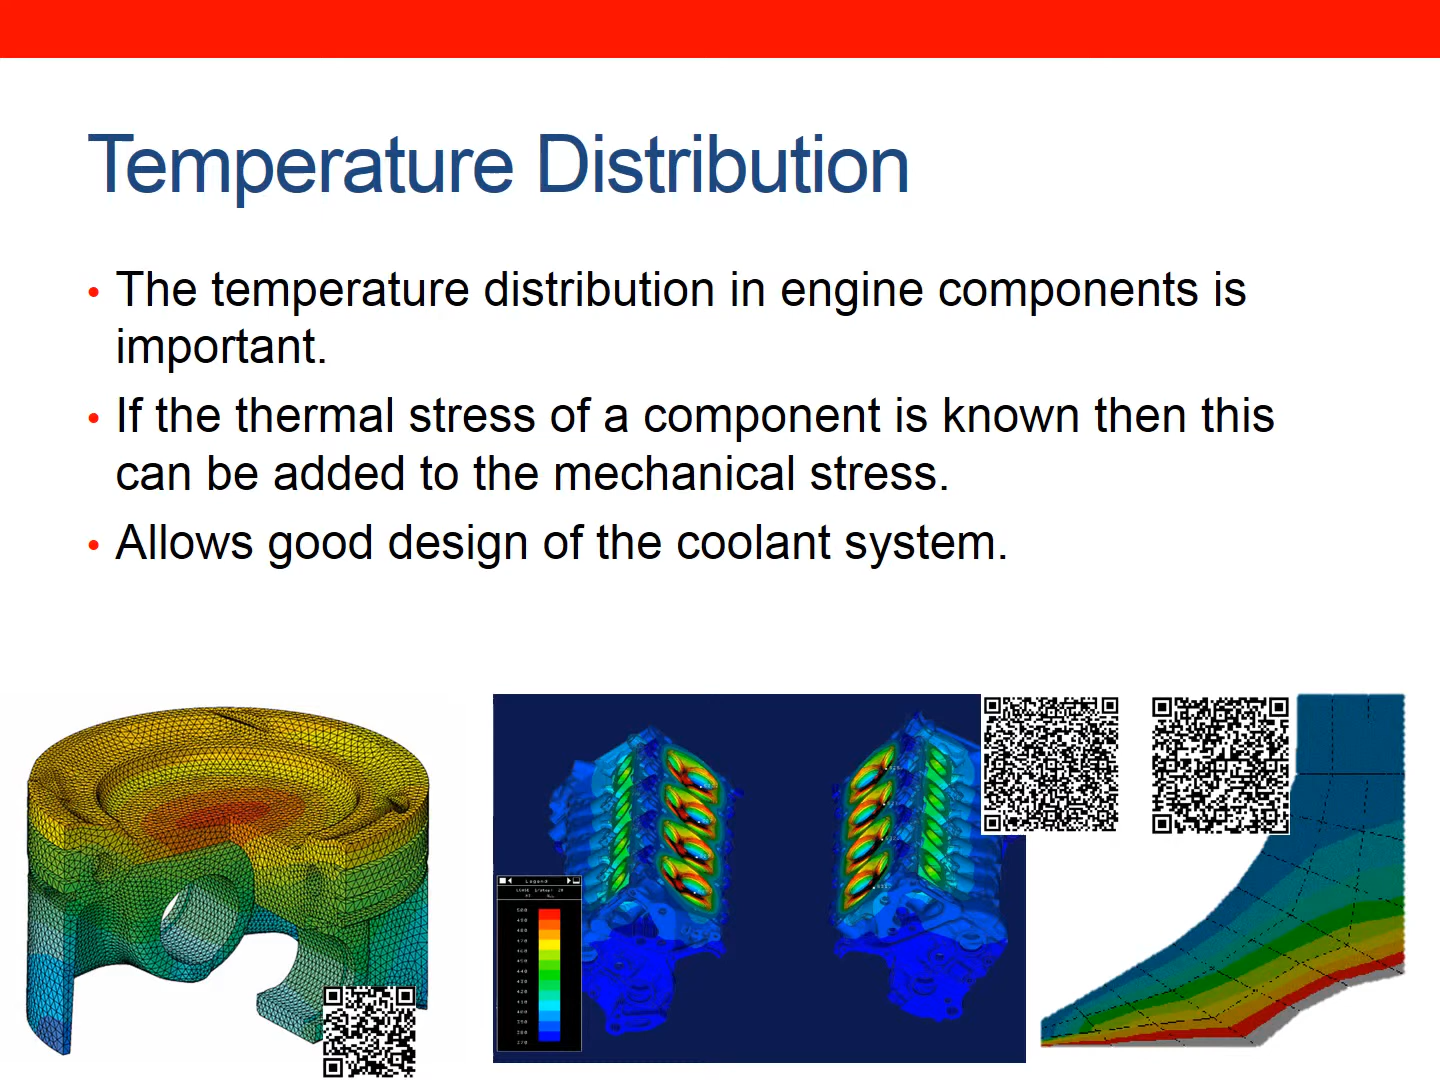 Temperature Distribution
• The temperature distribution in engine components is
important.
• If the thermal stress of a component is known then this
can be added to the mechanical stress.
• Allows good design of the coolant system.
Legend